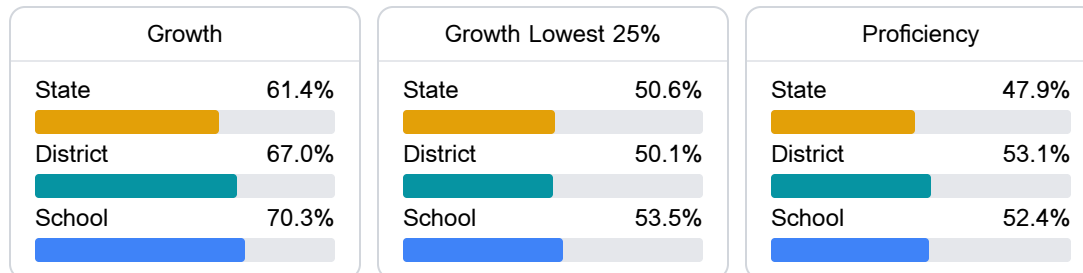 Growth
State 61.4%
District 67.0%
School 70.3%
Growth Lowest 25%
State 50.6%
District 50.1%
School 53.5%
Proficiency
State 47.9%
District 53.1%
School 52.4%